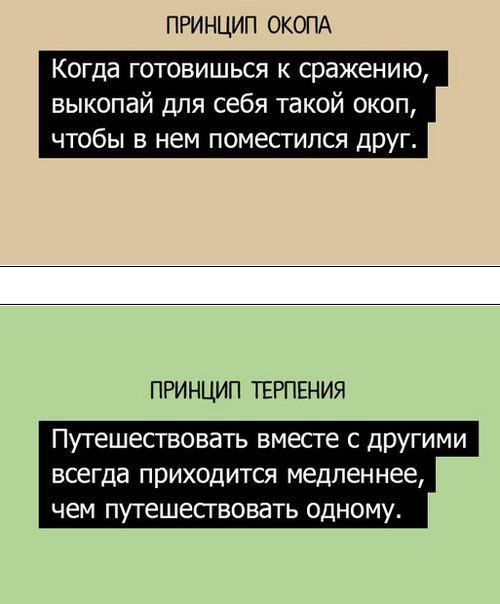 ПРИНЦИП ОКОПА
Когда готовишься к сражению,
выкопай для себя такой окоп,
чтобы в нем поместился друг.
ПРИНЦИП ТЕРПЕНИЯ
Путешествовать вместе с другими
всегда приходится медленнее,
чем путешествовать одному.